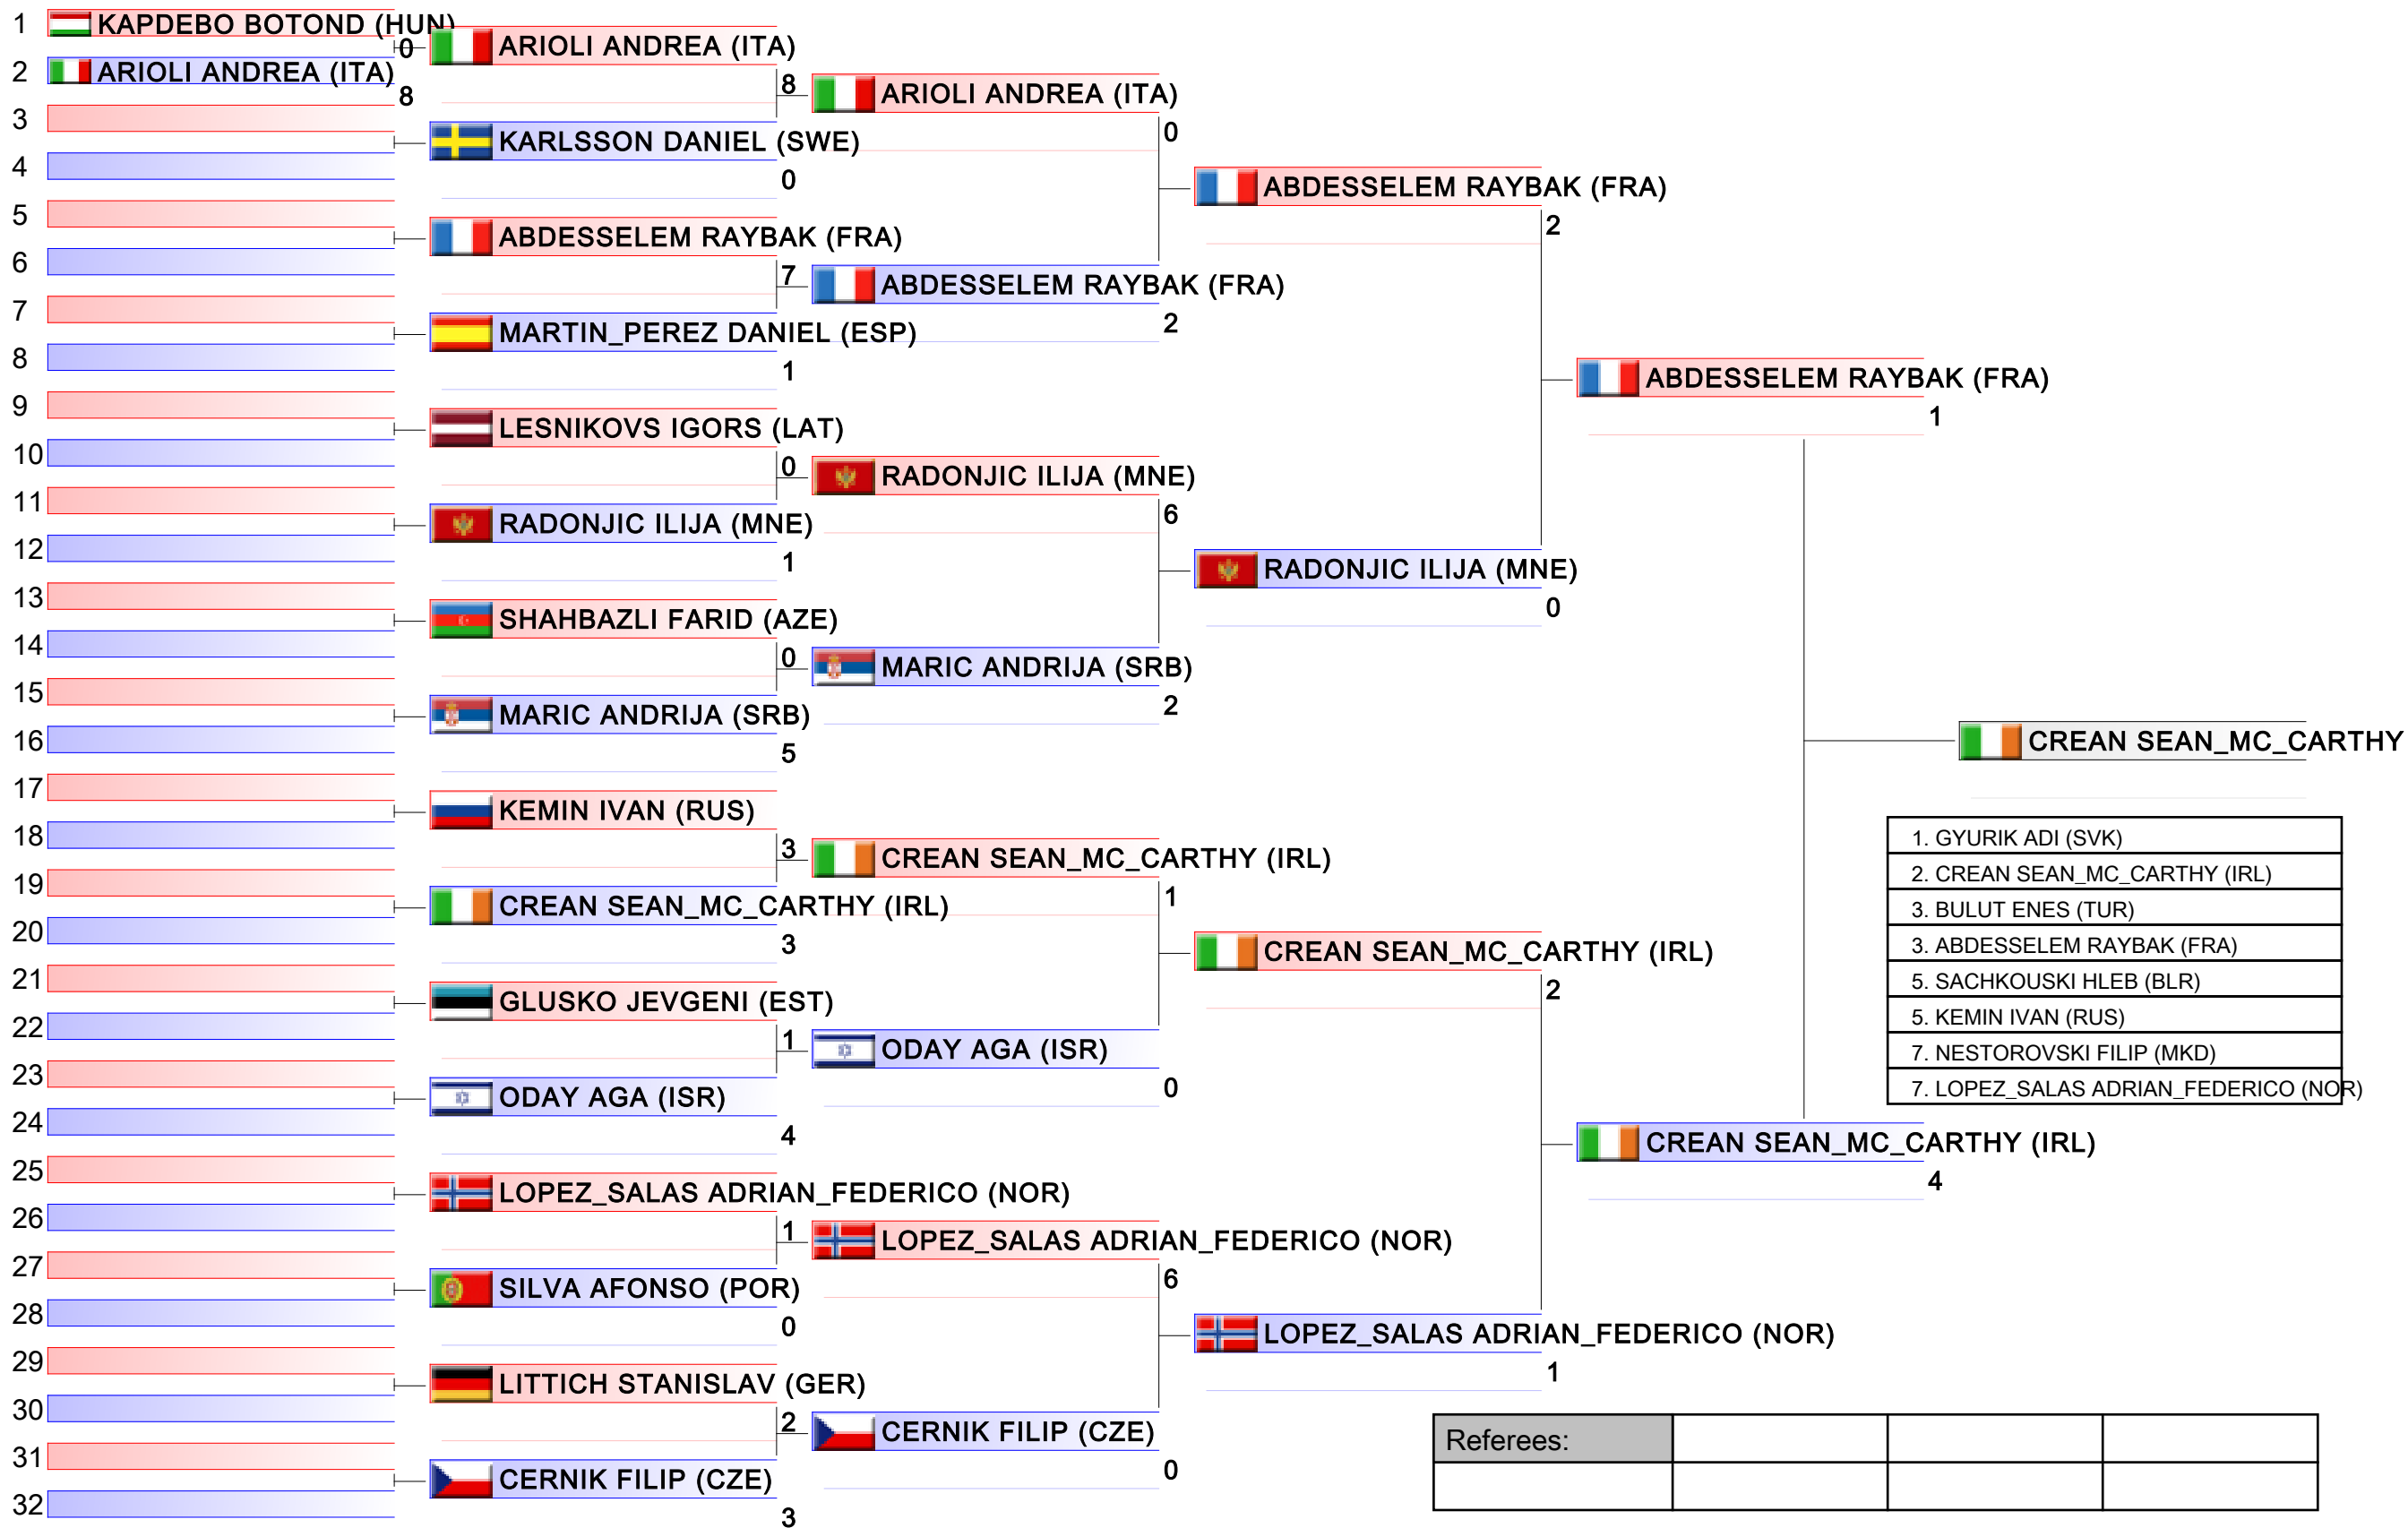 1 KAPDEBO BOTOND (HUN)
0
2 ARIOLI ANDREA (ITA)
8
3
4
5
6
7
8
9
10
11
12
13
14
15
16
17
18
19
20
21
22
23
24
25
26
27
28
29
30
31
32
ARIOLI ANDREA (ITA)
8
KARLSSON DANIEL (SWE)
0
ABDESSELEM RAYBAK (FRA)
7
MARTIN_PEREZ DANIEL (ESP)
1
LESNIKOVS IGORS (LAT)
0
RADONJIC ILIJA (MNE)
1
SHAHBAZLI FARID (AZE)
0
MARIC ANDRIJA (SRB)
5
KEMIN IVAN (RUS)
3
CREAN SEAN_MC_CARTHY (IRL)
3
GLUSKO JEVGENI (EST)
1
ODAY AGA (ISR)
4
LOPEZ_SALAS ADRIAN_FEDERICO (NOR)
1
SILVA AFONSO (POR)
0
LITTICH STANISLAV (GER)
2
CERNIK FILIP (CZE)
3
ARIOLI ANDREA (ITA)
0
ABDESSELEM RAYBAK (FRA)
2
RADONJIC ILIJA (MNE)
6
MARIC ANDRIJA (SRB)
2
CREAN SEAN_MC_CARTHY (IRL)
1
ODAY AGA (ISR)
0
LOPEZ_SALAS ADRIAN_FEDERICO (NOR)
6
CERNIK FILIP (CZE)
0
ABDESSELEM RAYBAK (FRA)
2
RADONJIC ILIJA (MNE)
0
CREAN SEAN_MC_CARTHY (IRL)
2
LOPEZ_SALAS ADRIAN_FEDERICO (NOR)
1
ABDESSELEM RAYBAK (FRA)
1
CREAN SEAN_MC_CARTHY (IRL)
4
CREAN SEAN_MC_CARTHY
1. GYURIK ADI (SVK)
2. CREAN SEAN_MC_CARTHY (IRL)
3. BULUT ENES (TUR)
3. ABDESSELEM RAYBAK (FRA)
5. SACHKOUSKI HLEB (BLR)
5. KEMIN IVAN (RUS)
7. NESTOROVSKI FILIP (MKD)
7. LOPEZ_SALAS ADRIAN_FEDERICO (NOR)
Referees: